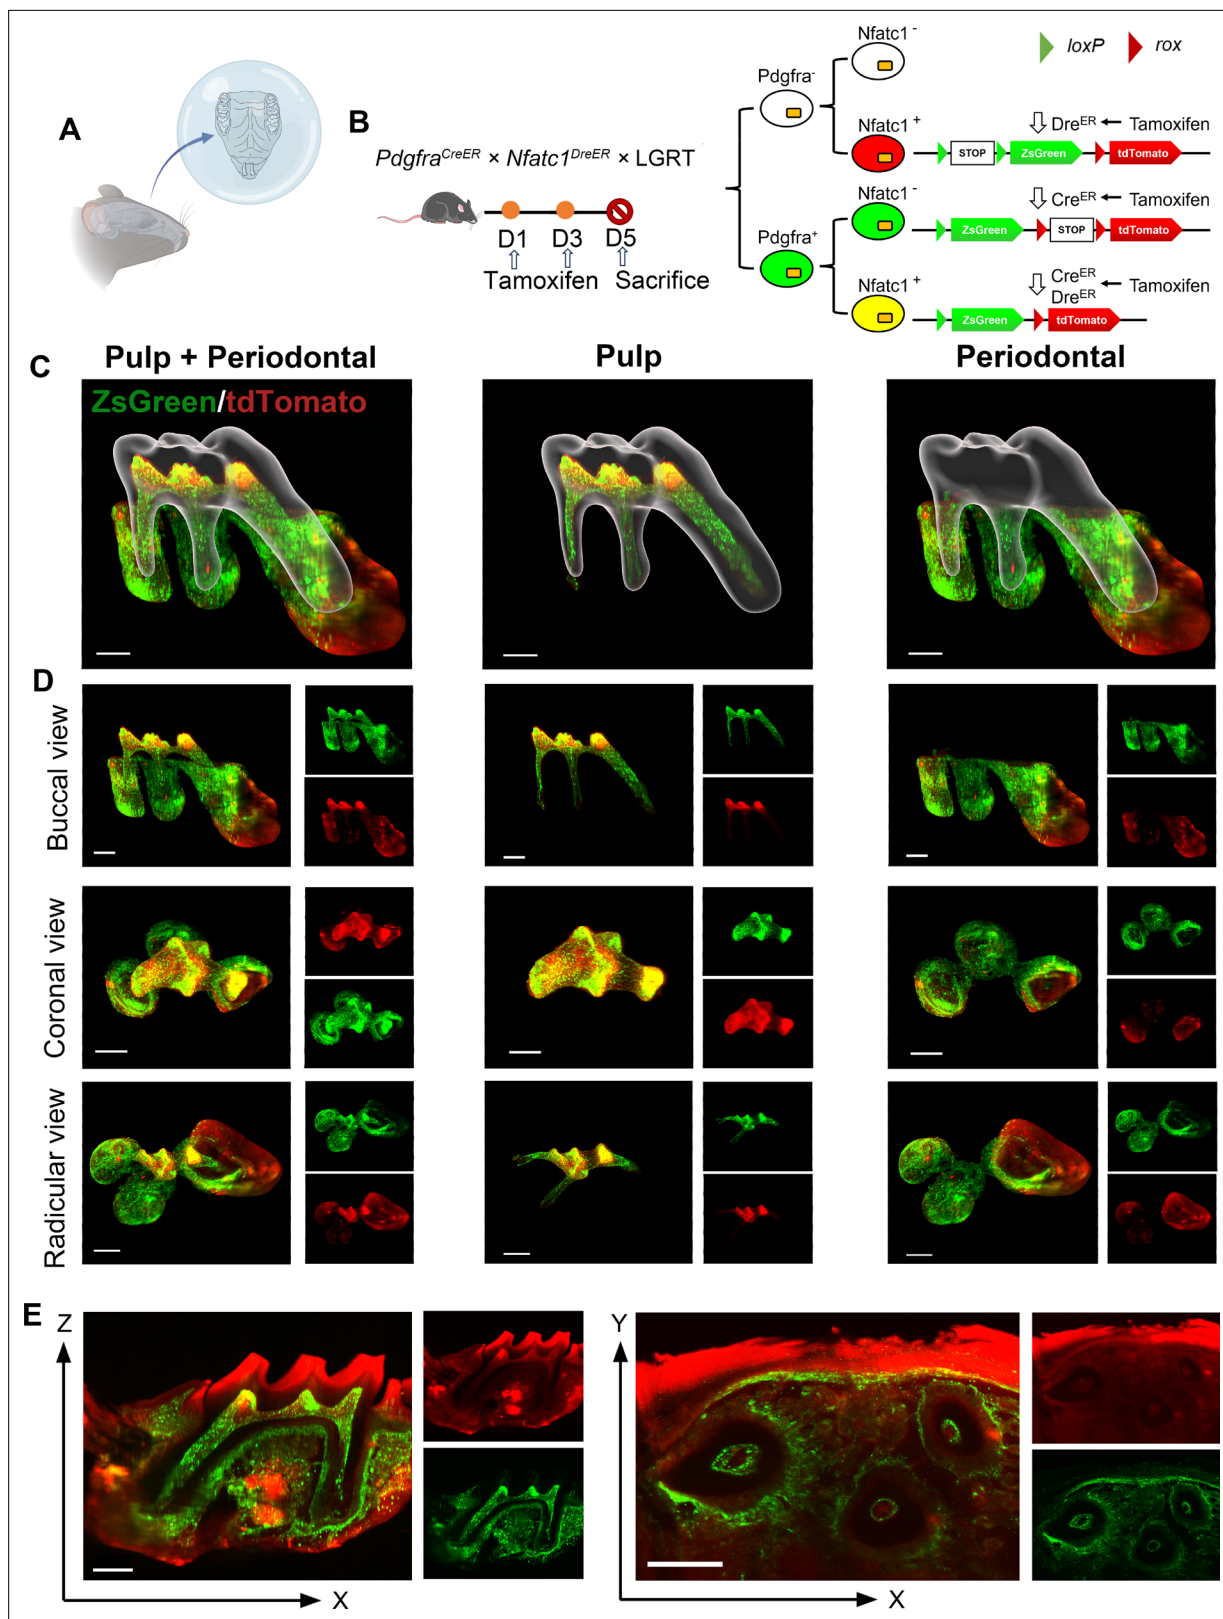 A
B
Pdgfra^CreER × Nfatc1^DreER × LGRT
D1
D3
D5
Tamoxifen
Sacrifice
Pdgfra-
Pdgfra+
Nfatc1 -
Nfatc1 +
Nfatc1 -
Nfatc1 +
loxP
rox
Dre^ER
Tamoxifen
STOP
ZsGreen
tdTomato
Cre^ER
Tamoxifen
ZsGreen
STOP
tdTomato
Cre^ER
Dre^ER
Tamoxifen
ZsGreen
tdTomato
C
Pulp + Periodontal
Pulp
Periodontal
ZsGreen/tdTomato
D
Buccal view
Coronal view
Radicular view
E
Z
X
Y
X